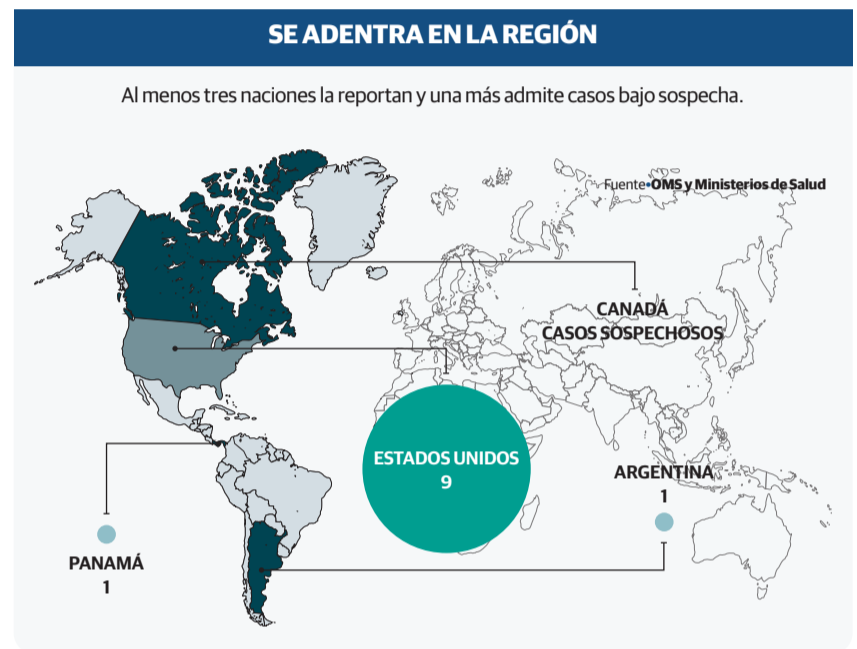 SE ADENTRA EN LA REGIÓN
Al menos tres naciones la reportan y una más admite casos bajo sospecha.
Fuente•OMS y Ministerios de Salud
CANADÁ
CASOS SOSPECHOSOS
ESTADOS UNIDOS
9
ARGENTINA
1
PANAMÁ
1